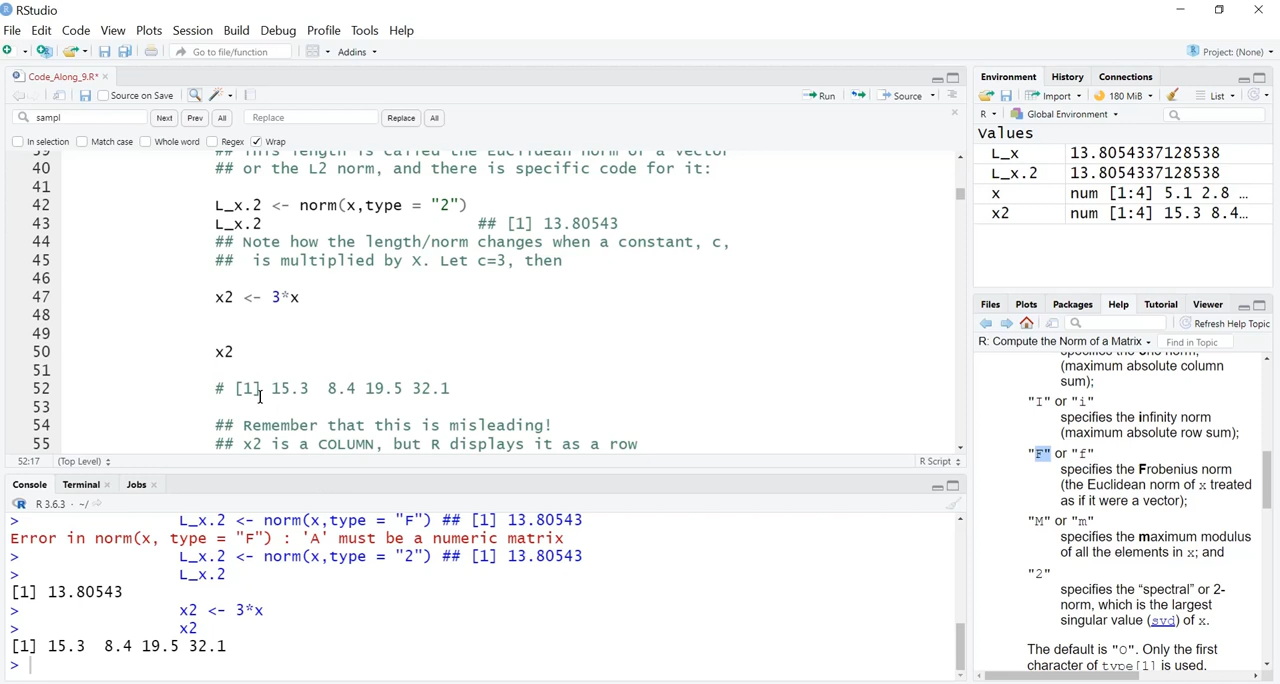 RStudio
File Edit Code View Plots Session Build Debug Profile Tools Help
Go to file/function Addins Project: (None)
Code_Along_9.R*
Source on Save Run Source
sampl Next Prev All Replace Replace All
In selection Match case Whole word Regex Wrap
39 ## This length is called the Euclidean norm of a vector
40 ## or the L2 norm, and there is specific code for it:
41
42 L_x.2 <- norm(x,type = "2")
43 L_x.2 ## [1] 13.80543
44 ## Note how the length/norm changes when a constant, c,
45 ##  is multiplied by X. Let c=3, then
46
47 x2 <- 3*x
48
49
50 x2
51
52 # [1] 15.3  8.4 19.5 32.1
53
54 ## Remember that this is misleading!
55 ## x2 is a COLUMN, but R displays it as a row
52:17 (Top Level) R Script
Console Terminal Jobs
R 3.6.3 · ~/
> L_x.2 <- norm(x,type = "F") ## [1] 13.80543
Error in norm(x, type = "F") : 'A' must be a numeric matrix
> L_x.2 <- norm(x,type = "2") ## [1] 13.80543
> L_x.2
[1] 13.80543
> x2 <- 3*x
> x2
[1] 15.3  8.4 19.5 32.1
>
Environment History Connections
Import 180 MiB List
R Global Environment
Values
L_x 13.8054337128538
L_x.2 13.8054337128538
x num [1:4] 5.1 2.8 ...
x2 num [1:4] 15.3 8.4...
Files Plots Packages Help Tutorial Viewer
Refresh Help Topic
R: Compute the Norm of a Matrix Find in Topic
specifies the one norm,
(maximum absolute column
sum);
"I" or "i"
specifies the infinity norm
(maximum absolute row sum);
"F" or "f"
specifies the Frobenius norm
(the Euclidean norm of x treated
as if it were a vector);
"M" or "m"
specifies the maximum modulus
of all the elements in x; and
"2"
specifies the “spectral” or 2-
norm, which is the largest
singular value (svd) of x.
The default is "O". Only the first
character of type[1] is used.